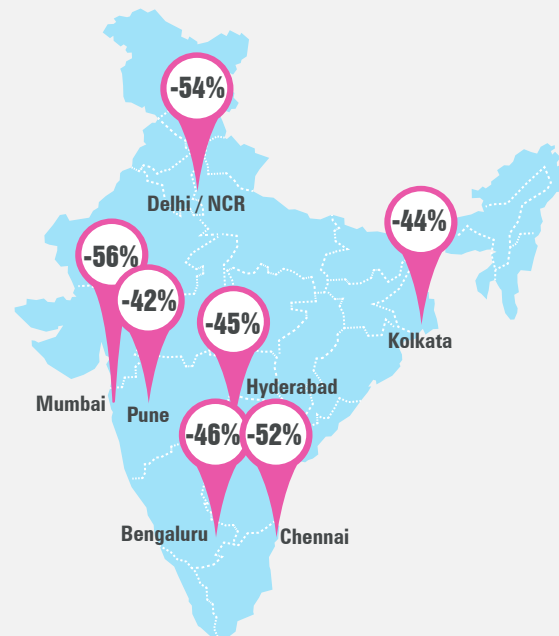 -54%
Delhi / NCR
-44%
Kolkata
-56%
Mumbai
-42%
Pune
-45%
Hyderabad
-46%
Bengaluru
-52%
Chennai